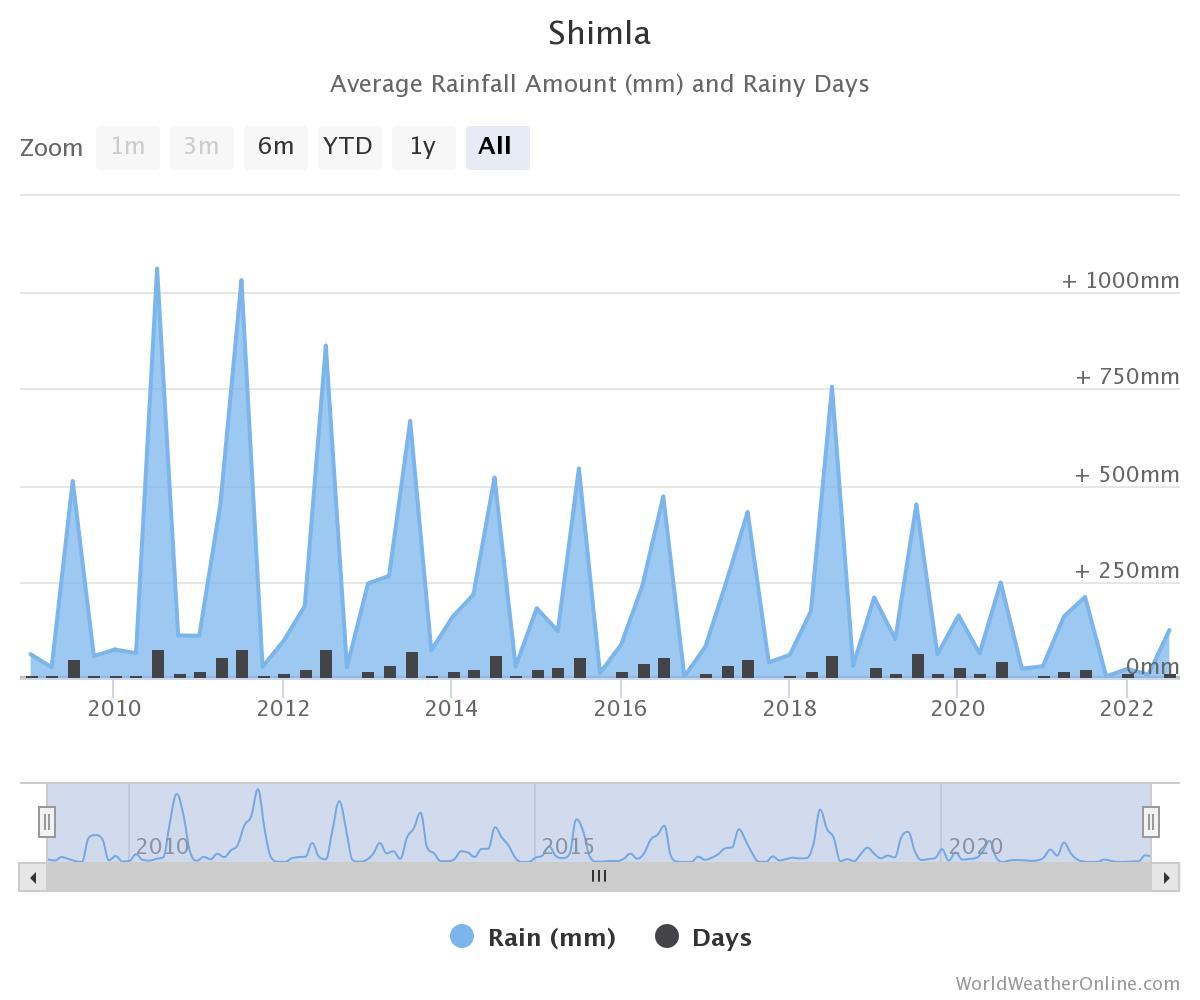 Shimla
Average Rainfall Amount (mm) and Rainy Days
Zoom 1m 3m 6m YTD 1y All
+ 1000mm
+ 750mm
+ 500mm
+ 250mm
0mm
2010 2012 2014 2016 2018 2020 2022
2010 2015 2020
Rain (mm) Days
WorldWeatherOnline.com